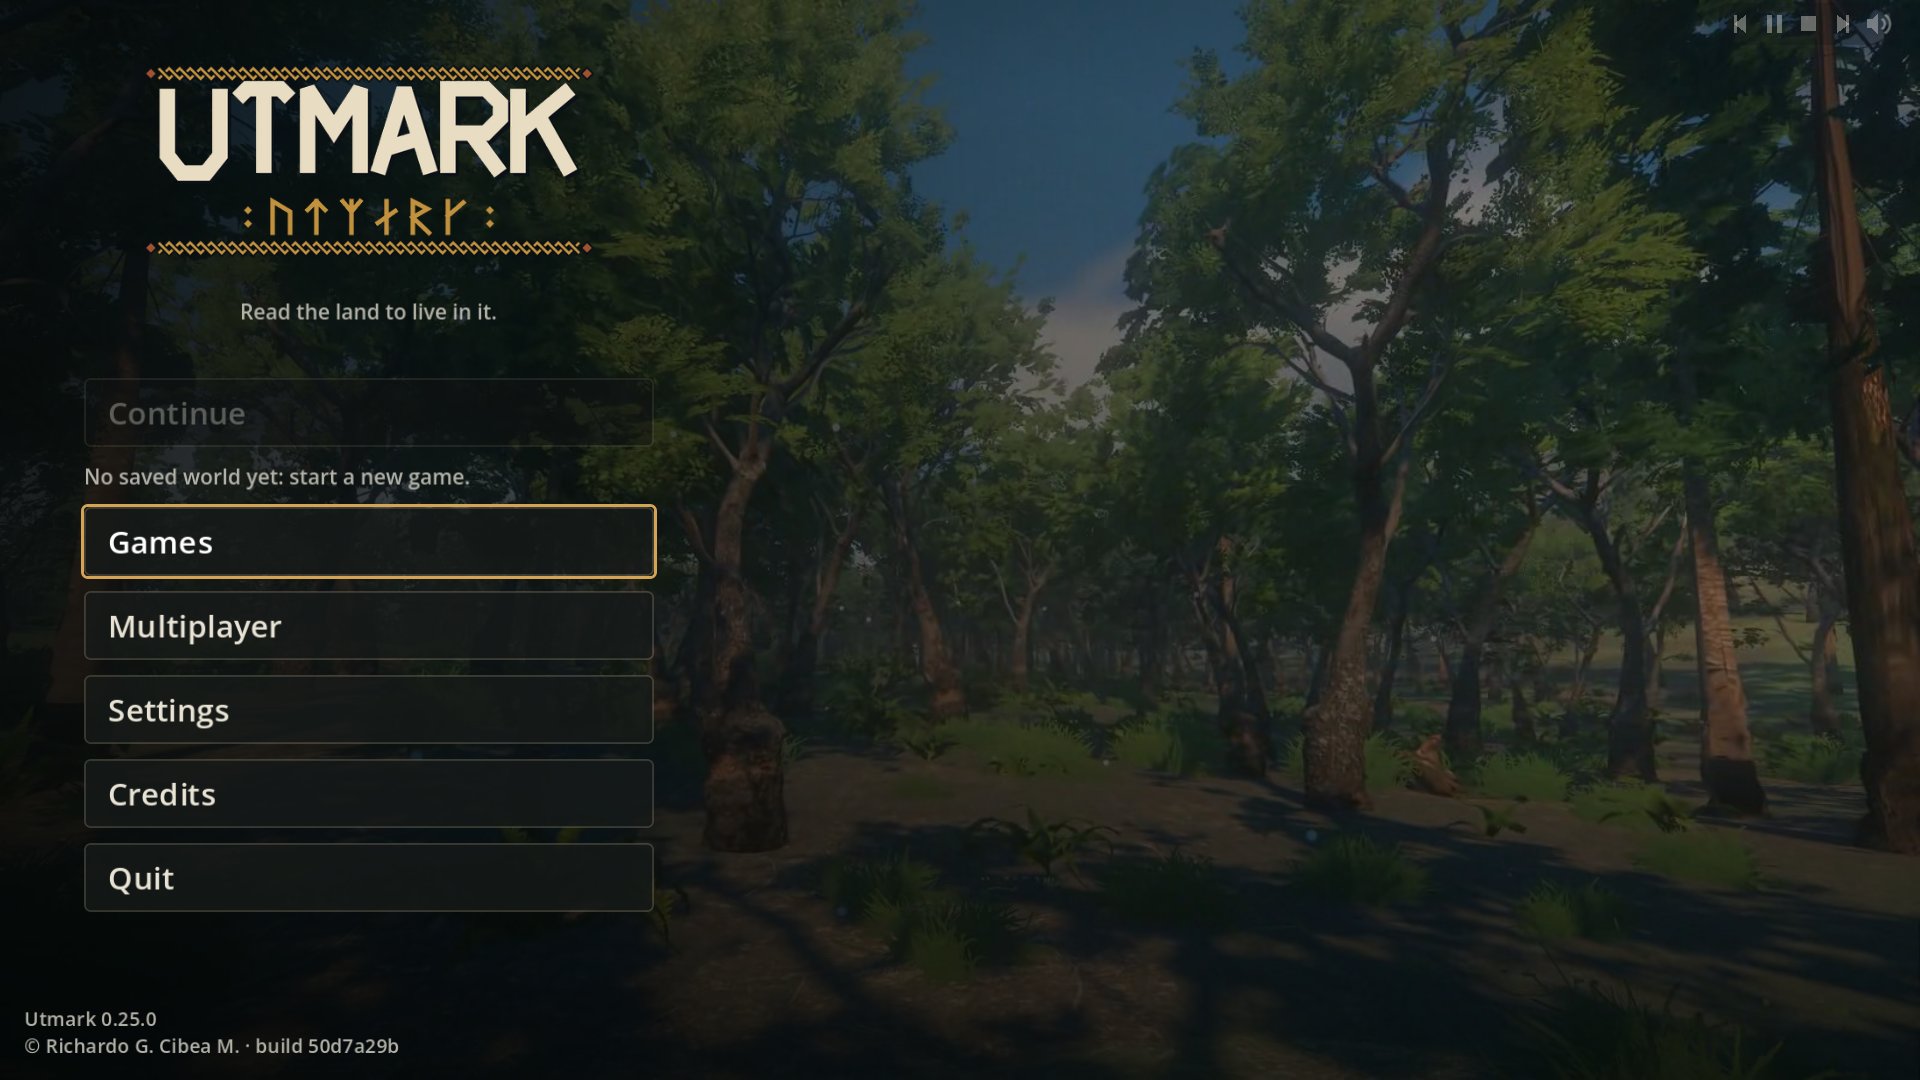 UTMARK
᛬ᚢᛏᛉᚽᚱᚴ᛬
Read the land to live in it.
Continue
No saved world yet: start a new game.
Games
Multiplayer
Settings
Credits
Quit
Utmark 0.25.0
© Richardo G. Cibea M. · build 50d7a29b